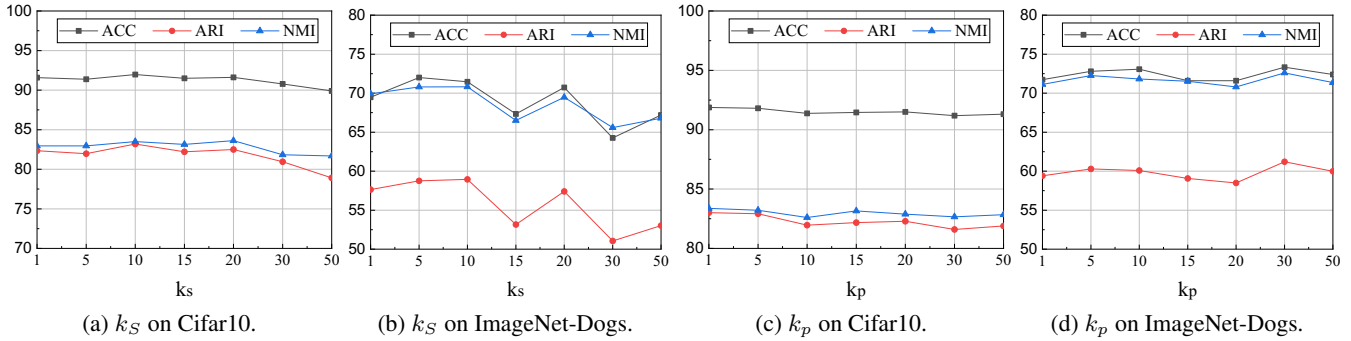 100
95
90
85
80
75
70
ACC ARI NMI
1 5 10 15 20 30 50
ks
(a) kS on Cifar10.
80
75
70
65
60
55
50
ACC ARI NMI
1 5 10 15 20 30 50
ks
(b) kS on ImageNet-Dogs.
100
95
90
85
80
ACC ARI NMI
1 5 10 15 20 30 50
kp
(c) kp on Cifar10.
80
75
70
65
60
55
50
ACC ARI NMI
1 5 10 15 20 30 50
kp
(d) kp on ImageNet-Dogs.